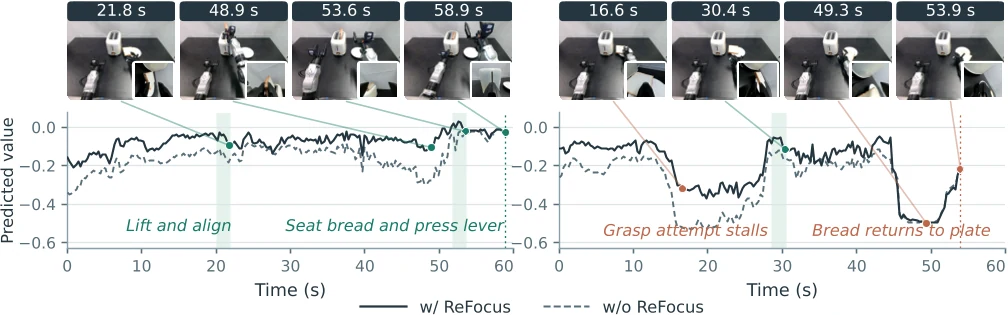 21.8 s 48.9 s 53.6 s 58.9 s 16.6 s 30.4 s 49.3 s 53.9 s
Predicted value
0.0
−0.2
−0.4
−0.6
Lift and align Seat bread and press lever
0 10 20 30 40 50 60
Time (s)
0.0
−0.2
−0.4
−0.6
Grasp attempt stalls Bread returns to plate
0 10 20 30 40 50 60
Time (s)
w/ ReFocus w/o ReFocus